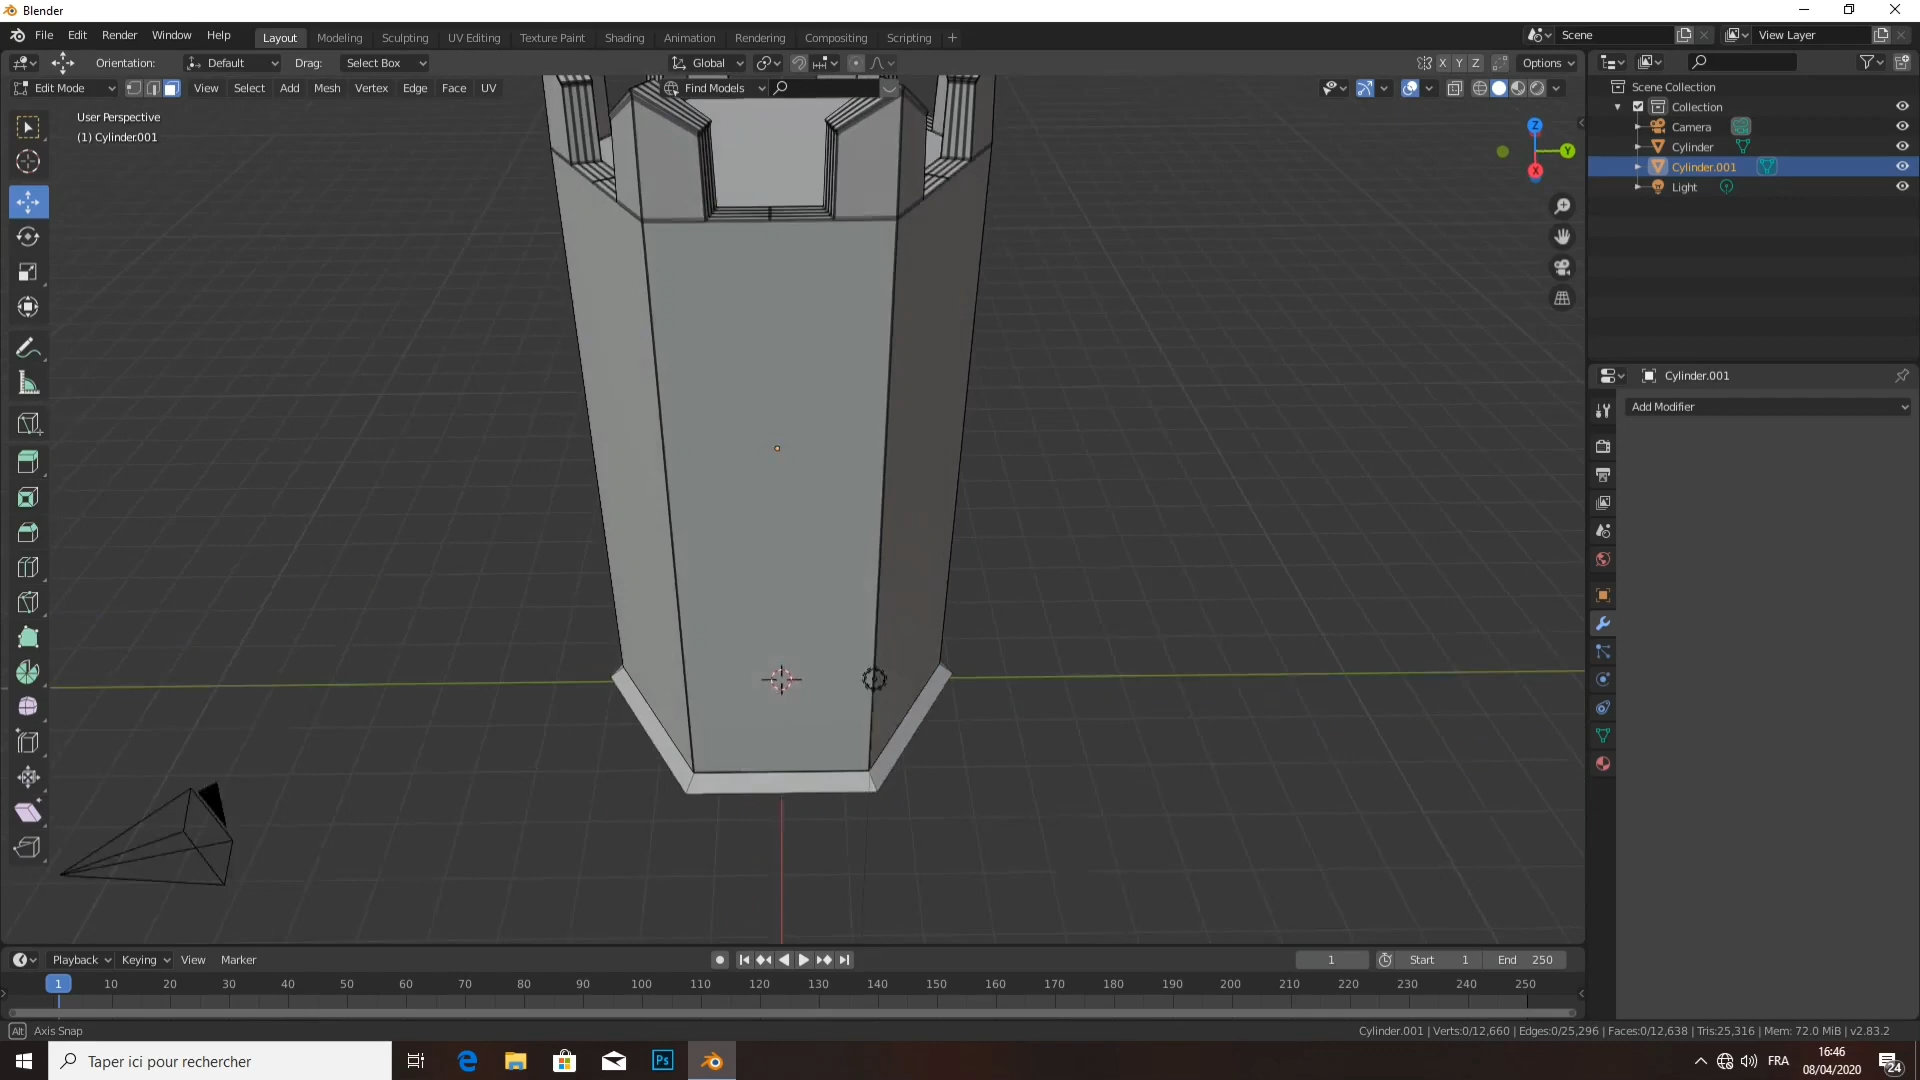 Blender
File Edit Render Window Help Layout Modeling Sculpting UV Editing Texture Paint Shading Animation Rendering Compositing Scripting + Scene View Layer
Orientation: Default Drag: Select Box Global X Y Z Options
Edit Mode View Select Add Mesh Vertex Edge Face UV Find Models
User Perspective
(1) Cylinder.001
Z
Y
X
Scene Collection
Collection
Camera
Cylinder
Cylinder.001
Light
Cylinder.001
Add Modifier
Playback Keying View Marker 1 Start 1 End 250
1 10 20 30 40 50 60 70 80 90 100 110 120 130 140 150 160 170 180 190 200 210 220 230 240 250
Alt Axis Snap Cylinder.001 | Verts:0/12,660 | Edges:0/25,296 | Faces:0/12,638 | Tris:25,316 | Mem: 72.0 MiB | v2.83.2
Taper ici pour rechercher Ps FRA 16:46
08/04/2020 24